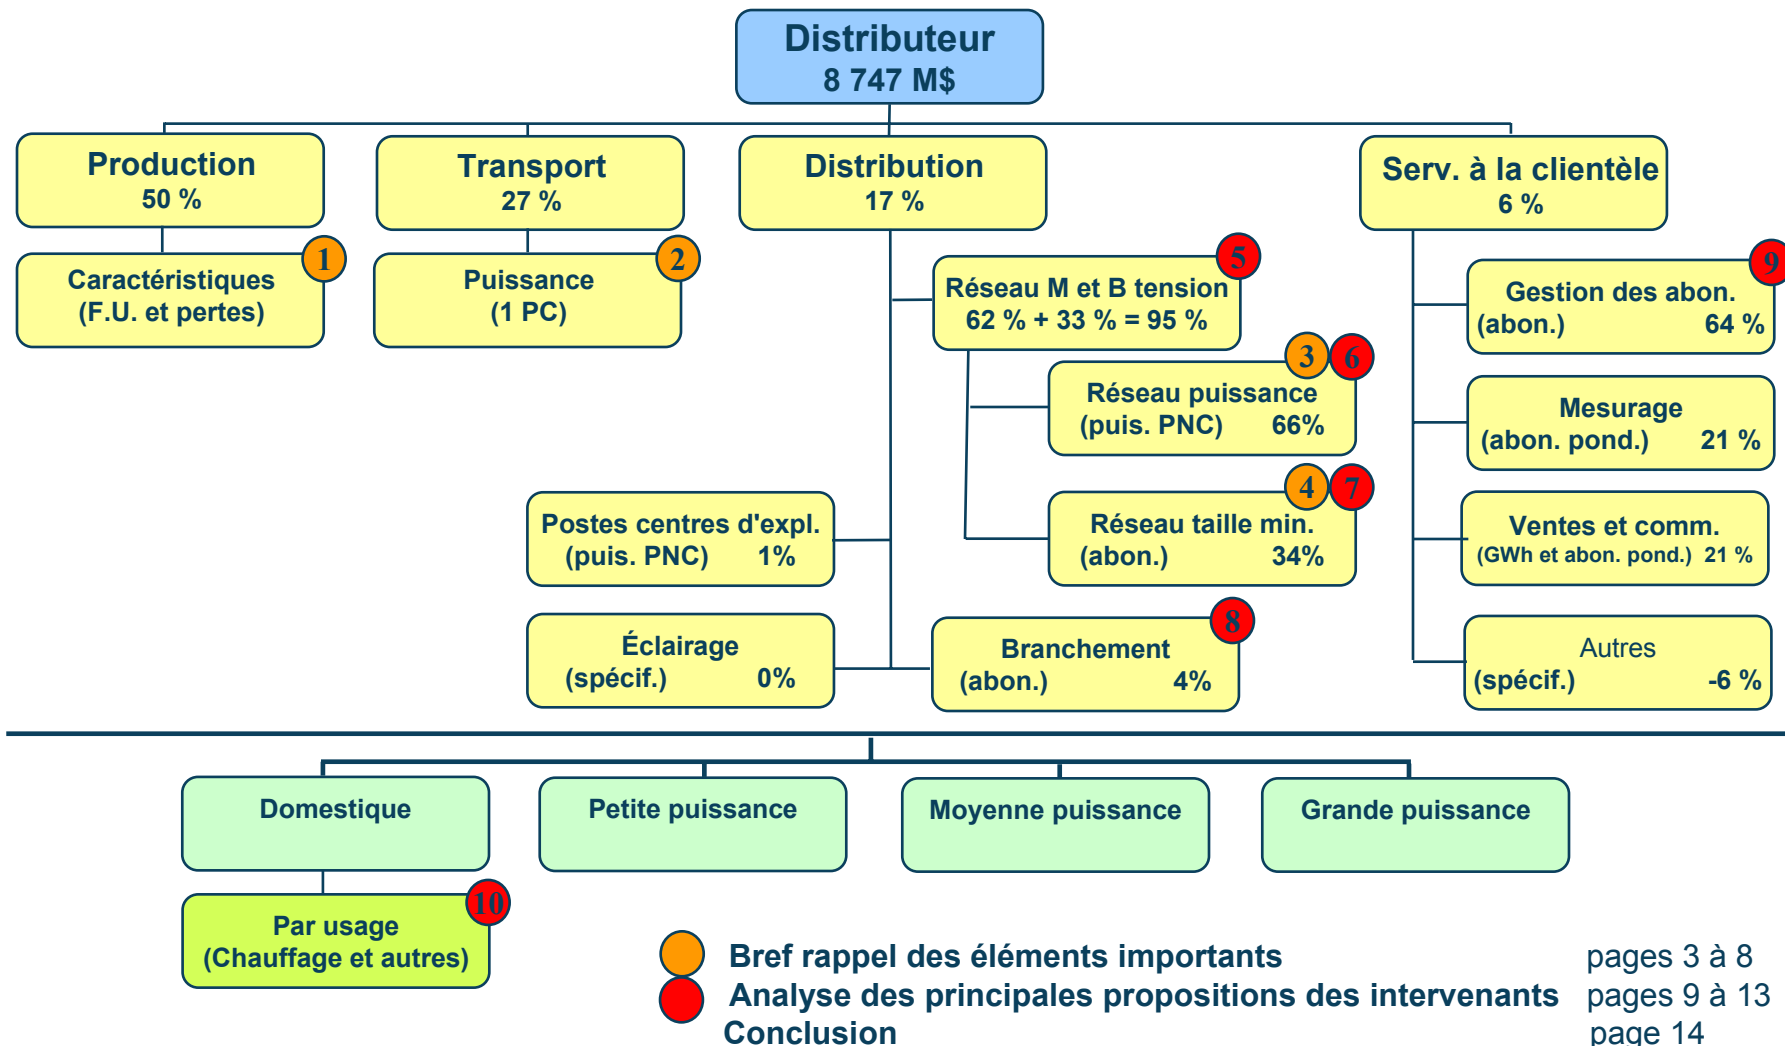 Distributeur
8 747 M$
Production
50 %
Transport
27 %
Distribution
17 %
Serv. à la clientèle
6 %
1
Caractéristiques
(F.U. et pertes)
2
Puissance
(1 PC)
5
Réseau M et B tension
62 % + 33 % = 95 %
9
Gestion des abon.
(abon.) 64 %
3 6
Réseau puissance
(puis. PNC) 66%
Mesurage
(abon. pond.) 21 %
4 7
Réseau taille min.
(abon.) 34%
Postes centres d'expl.
(puis. PNC) 1%
Ventes et comm.
(GWh et abon. pond.) 21 %
Éclairage
(spécif.) 0%
8
Branchement
(abon.) 4%
Autres
(spécif.) -6 %
Domestique
Petite puissance
Moyenne puissance
Grande puissance
10
Par usage
(Chauffage et autres)
Bref rappel des éléments importants pages 3 à 8
Analyse des principales propositions des intervenants pages 9 à 13
Conclusion page 14